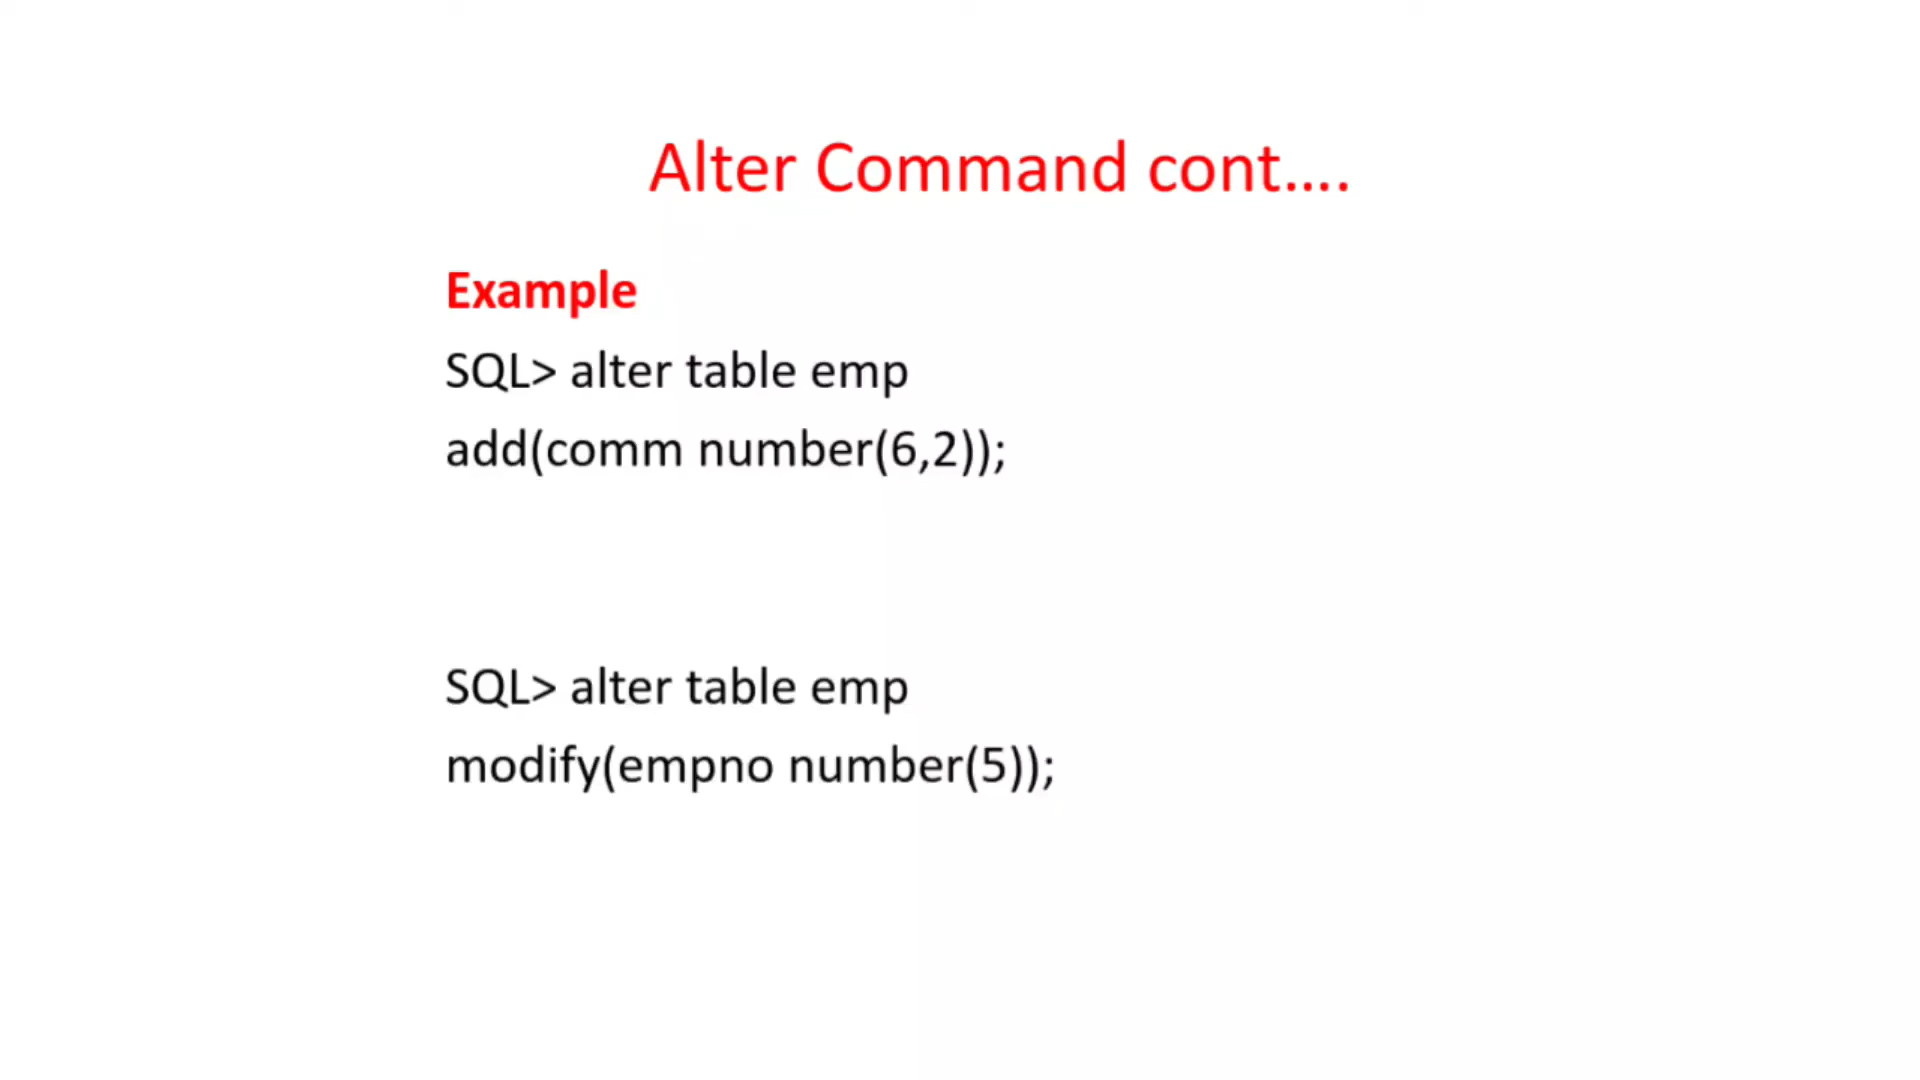 Alter Command cont....
Example
SQL> alter table emp
add(comm number(6,2));
SQL> alter table emp
modify(empno number(5));